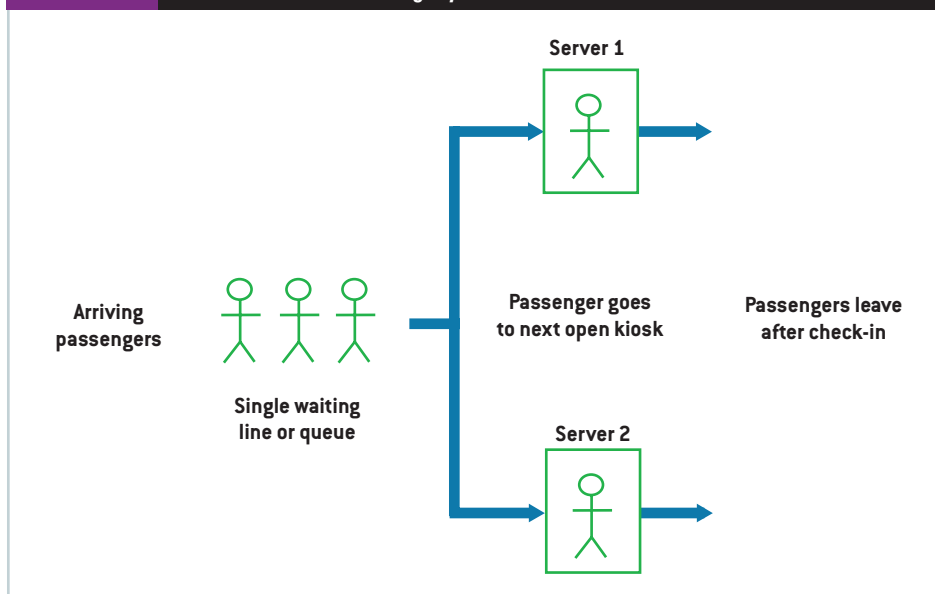 Server 1
Arriving
passengers
Passenger goes
to next open kiosk
Passengers leave
after check-in
Single waiting
line or queue
Server 2